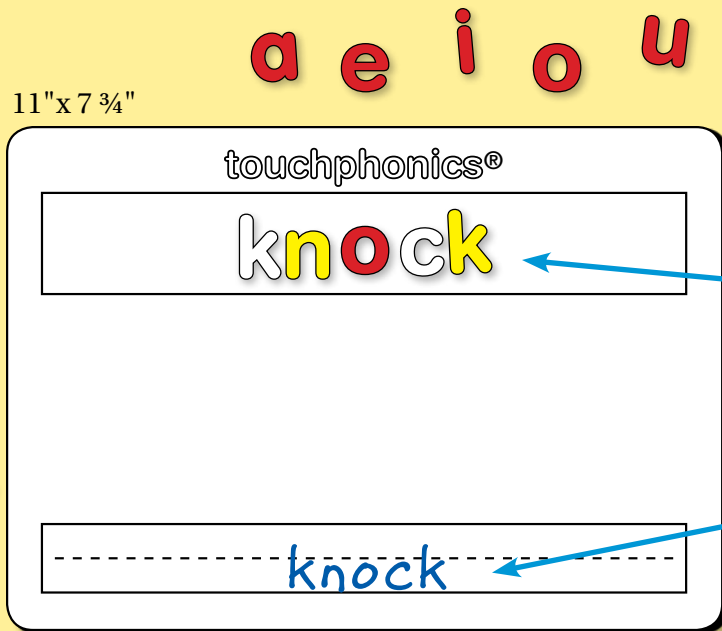 a e i o u
11"x 7 ¾"
touchphonics®
knock
knock